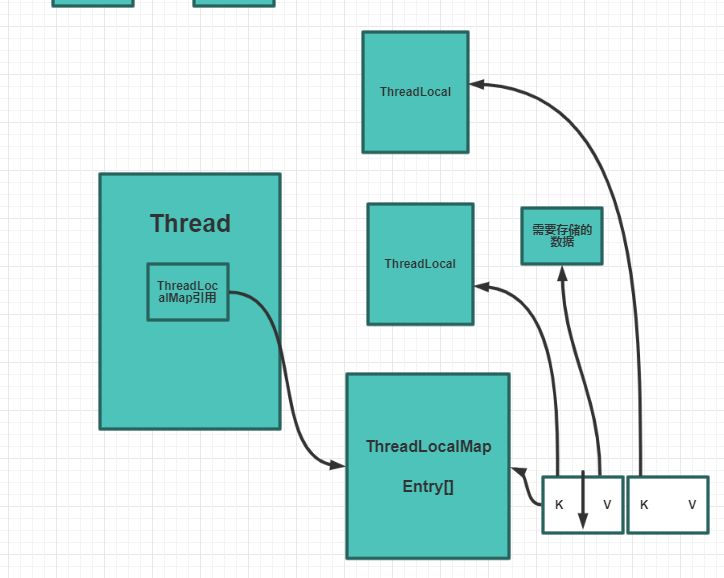 ThreadLocal
Thread
ThreadLoc
alMap引用
ThreadLocal
需要存储的
数据
ThreadLocalMap
Entry[]
K V
K V